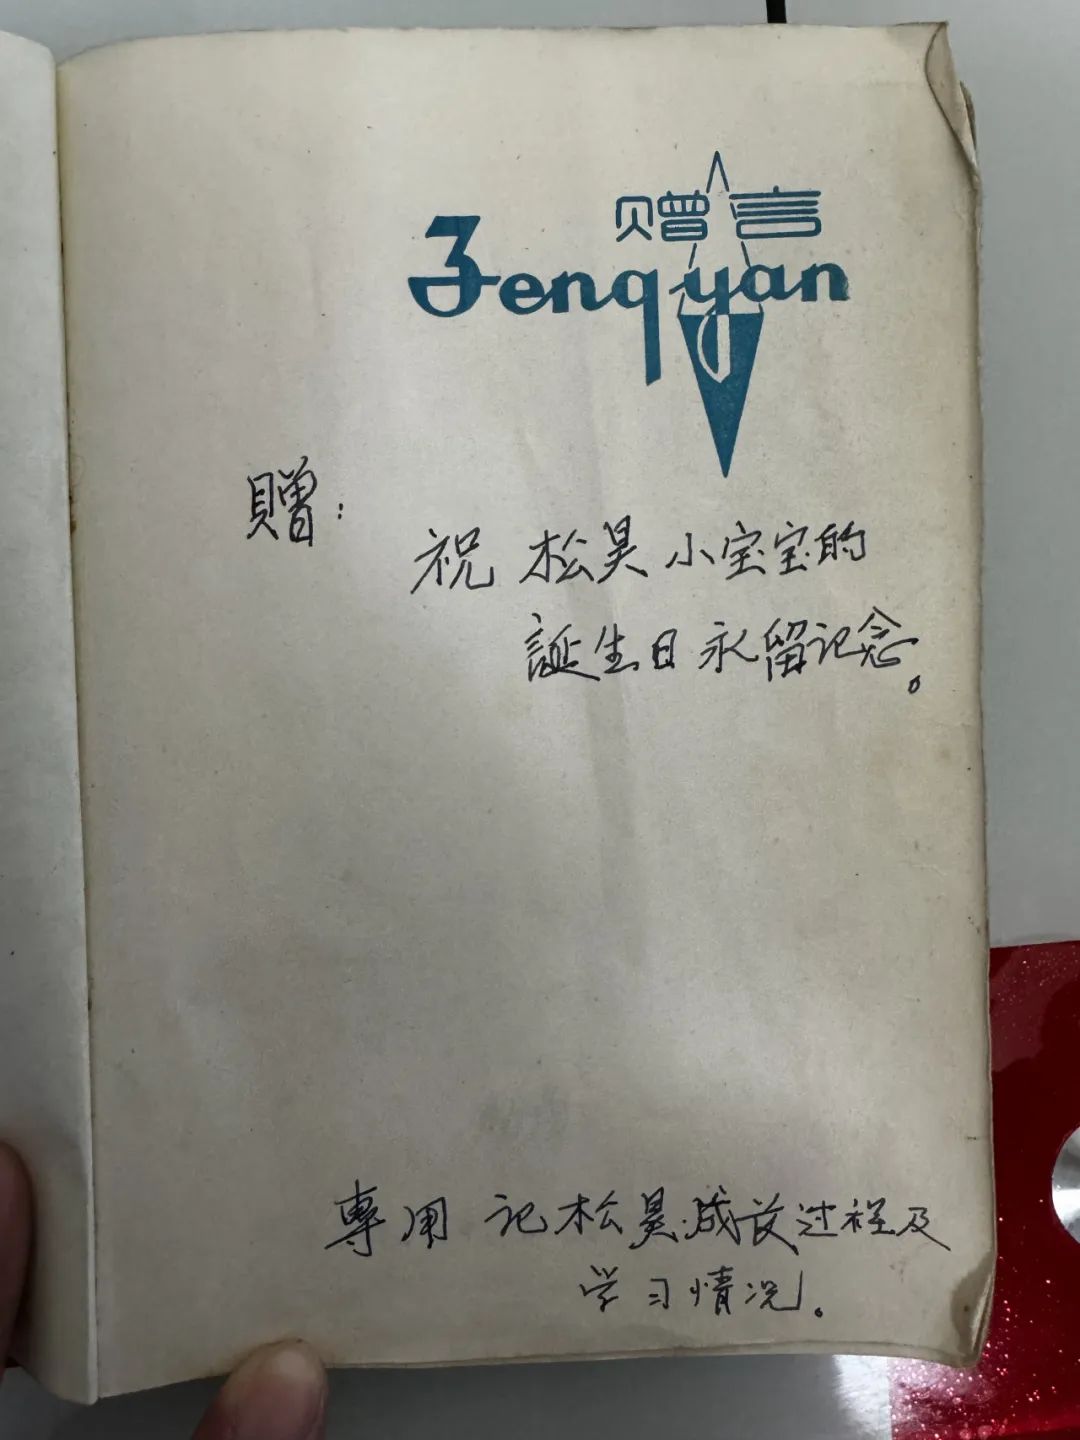 赠言
Zengyan
贈：
祝 松昊 小宝宝的
誕生日永留记念。
專用 记松昊成长过程及
学习情况。